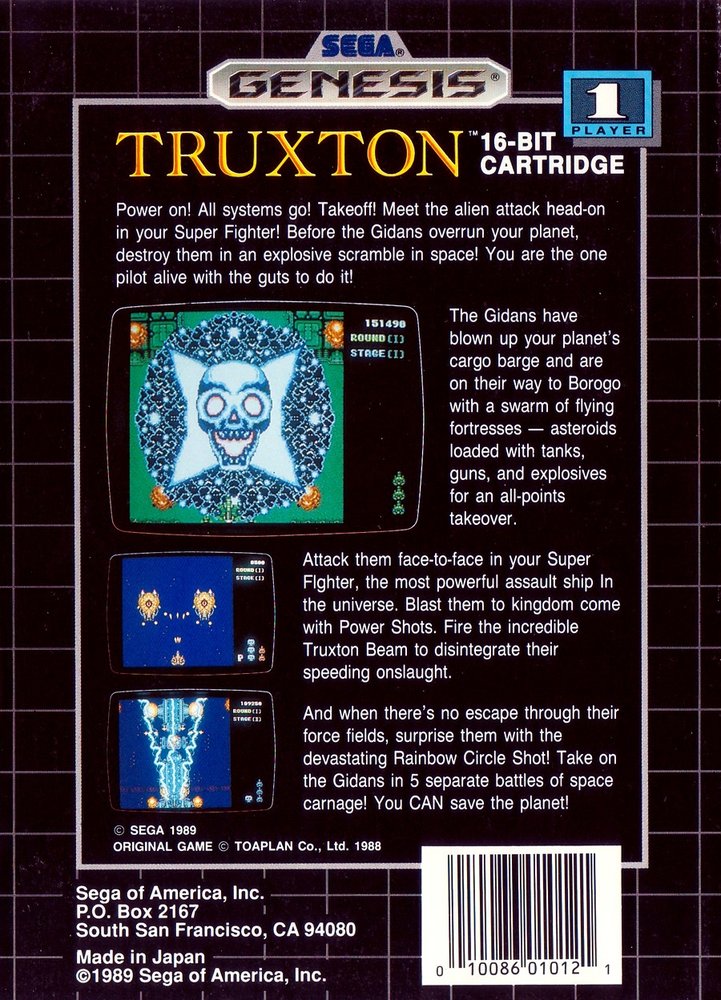 SEGA®
GENESIS®
1
PLAYER
TRUXTON™
16-BIT
CARTRIDGE
Power on! All systems go! Takeoff! Meet the alien attack head-on
in your Super Fighter! Before the Gidans overrun your planet,
destroy them in an explosive scramble in space! You are the one
pilot alive with the guts to do it!
151490
ROUND(I)
STAGE(I)
The Gidans have
blown up your planet's
cargo barge and are
on their way to Borogo
with a swarm of flying
fortresses — asteroids
loaded with tanks,
guns, and explosives
for an all-points
takeover.
ROUND(I)
STAGE(I)
P
Attack them face-to-face in your Super
FIghter, the most powerful assault ship In
the universe. Blast them to kingdom come
with Power Shots. Fire the incredible
Truxton Beam to disintegrate their
speeding onslaught.
ROUND(I)
STAGE(I)
And when there's no escape through their
force fields, surprise them with the
devastating Rainbow Circle Shot! Take on
the Gidans in 5 separate battles of space
carnage! You CAN save the planet!
© SEGA 1989
ORIGINAL GAME © TOAPLAN Co., Ltd. 1988
Sega of America, Inc.
P.O. Box 2167
South San Francisco, CA 94080
Made in Japan
©1989 Sega of America, Inc.
0 10086 01012 1